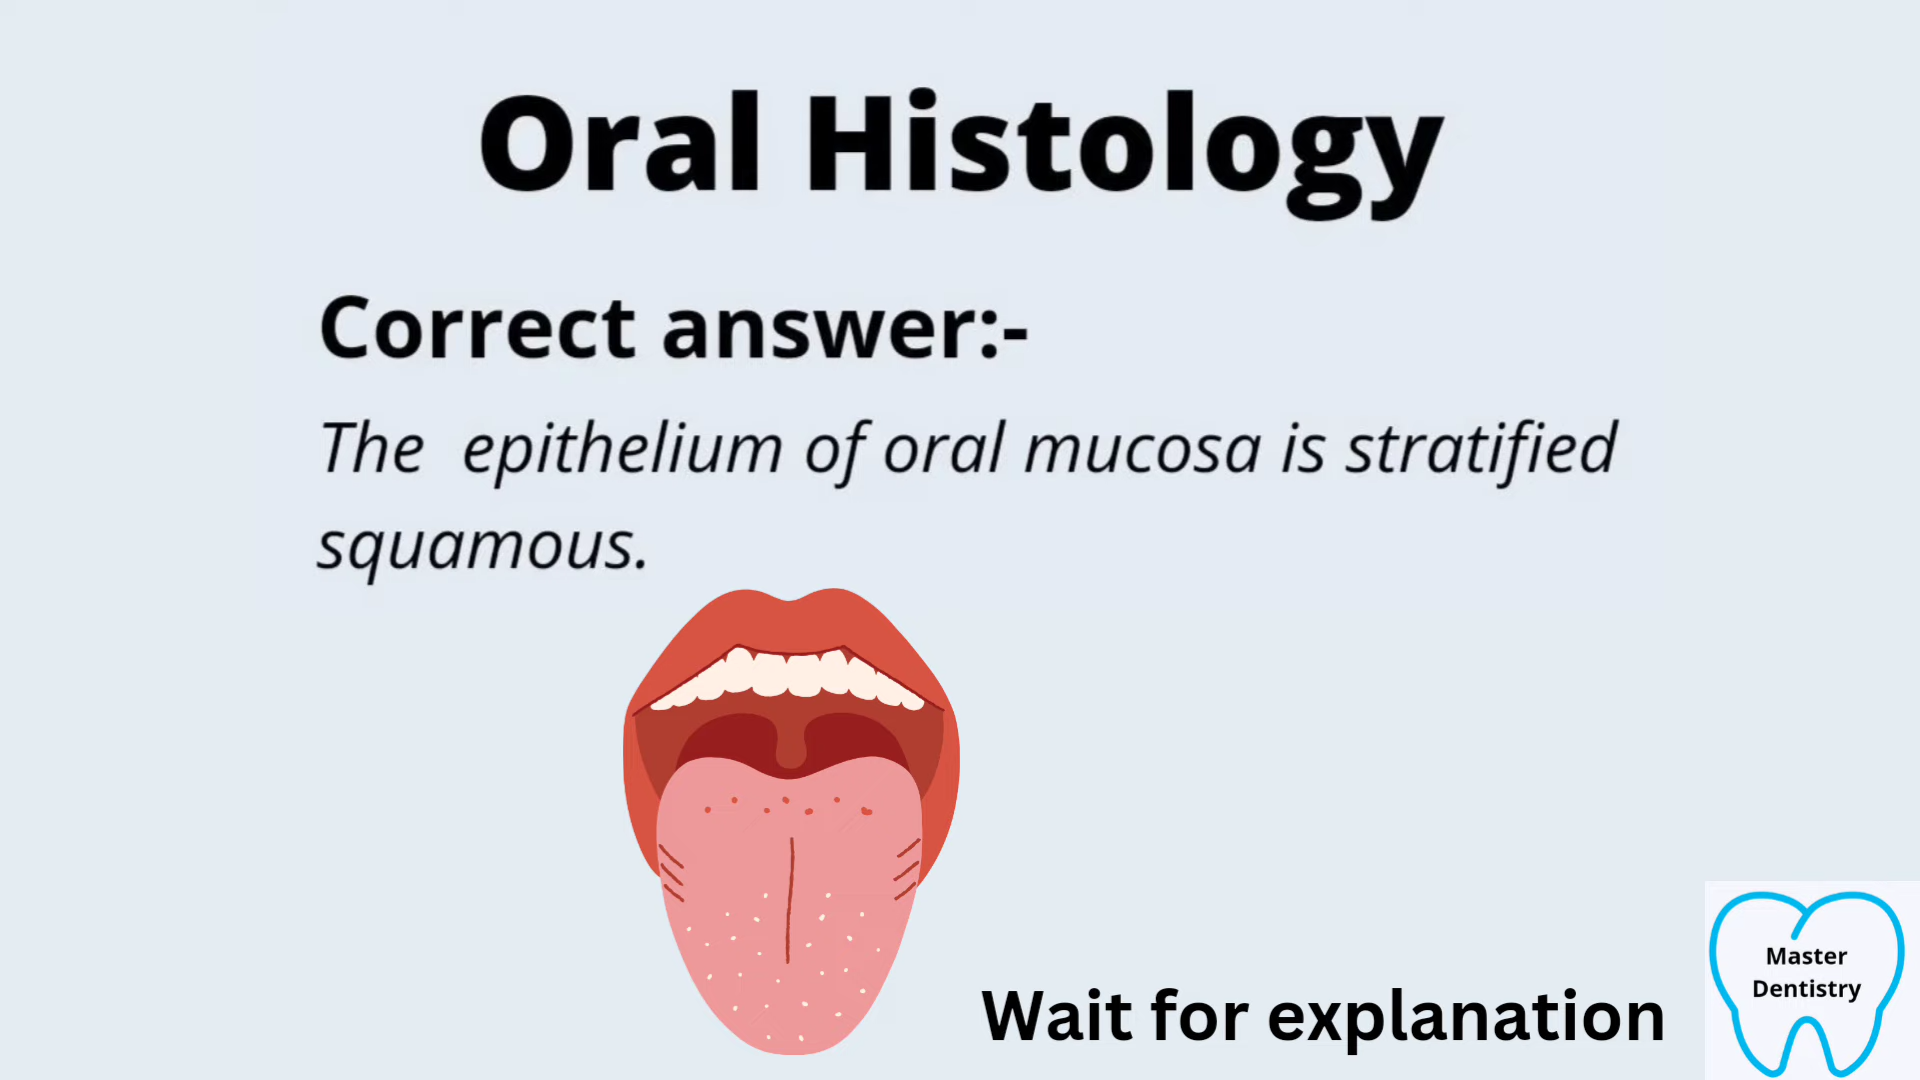 Oral Histology
Correct answer:-
The epithelium of oral mucosa is stratified
squamous.
Wait for explanation
Master
Dentistry